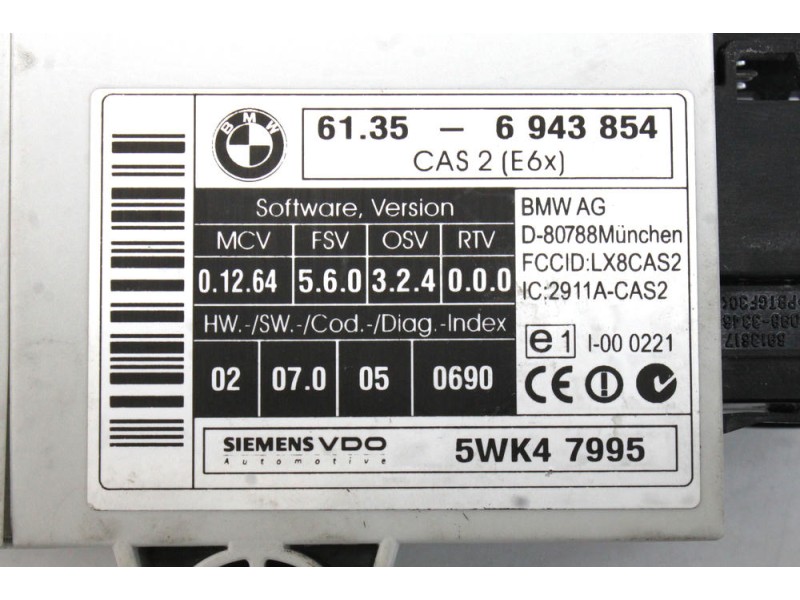 BMW
61.35 – 6 943 854
CAS 2 (E6x)
Software, Version
MCV FSV OSV RTV
0.12.64 5.6.0 3.2.4 0.0.0
HW.-/SW.-/Cod.-/Diag.-Index
02 07.0 05 0690
BMW AG
D-80788München
FCCID:LX8CAS2
IC:2911A-CAS2
e1 I-00 0221
CE
SIEMENS VDO
Automotive
5WK4 7995